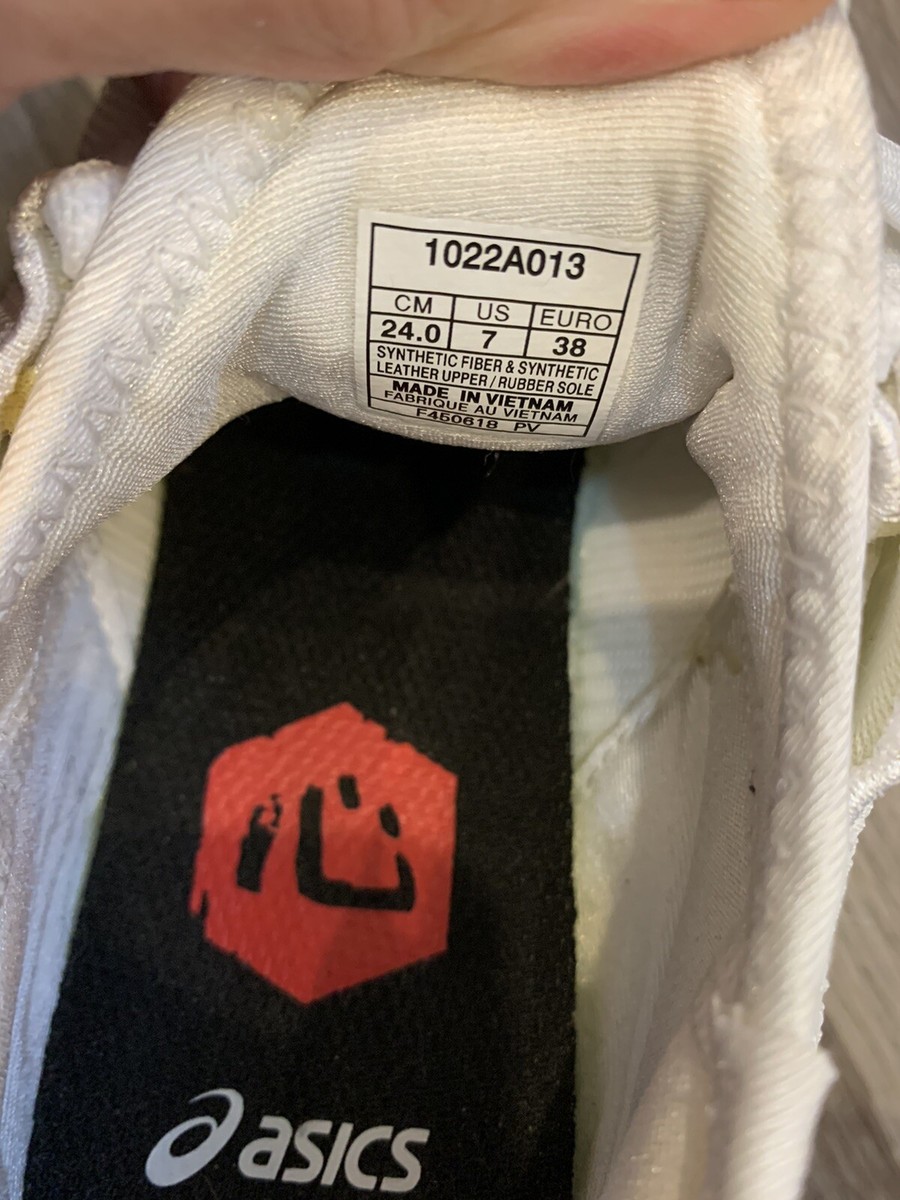 1022A013
CM US EURO
24.0 7 38
SYNTHETIC FIBER & SYNTHETIC
LEATHER UPPER / RUBBER SOLE
MADE IN VIETNAM
FABRIQUE AU VIETNAM
F450618 PV
心
asics